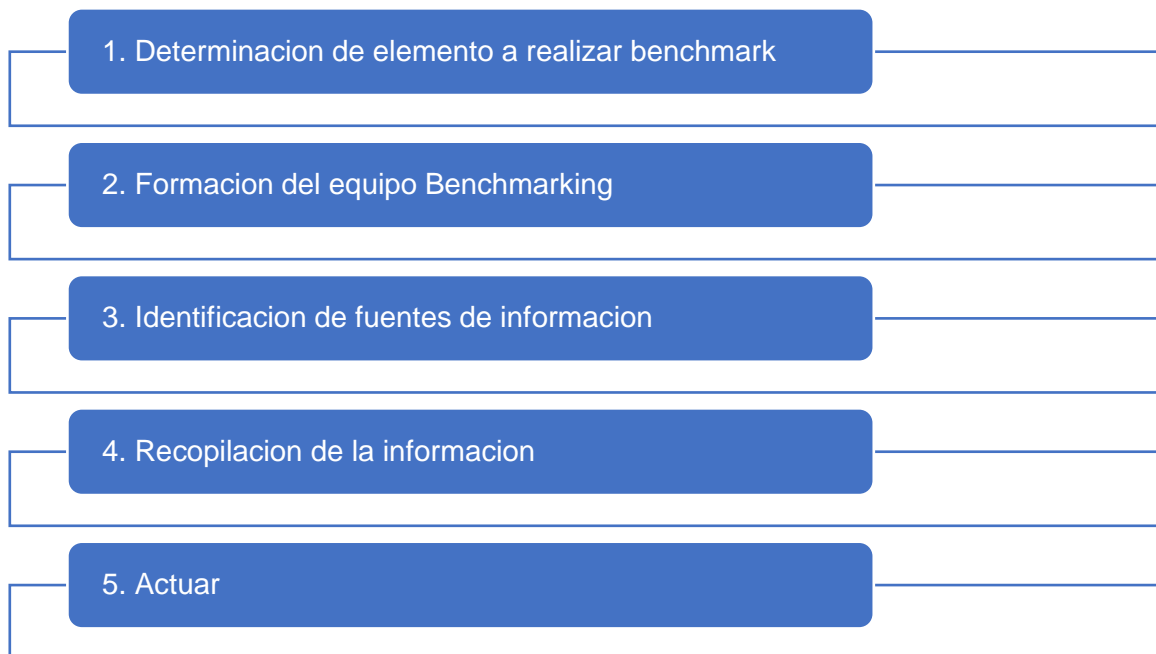 1. Determinacion de elemento a realizar benchmark
2. Formacion del equipo Benchmarking
3. Identificacion de fuentes de informacion
4. Recopilacion de la informacion
5. Actuar